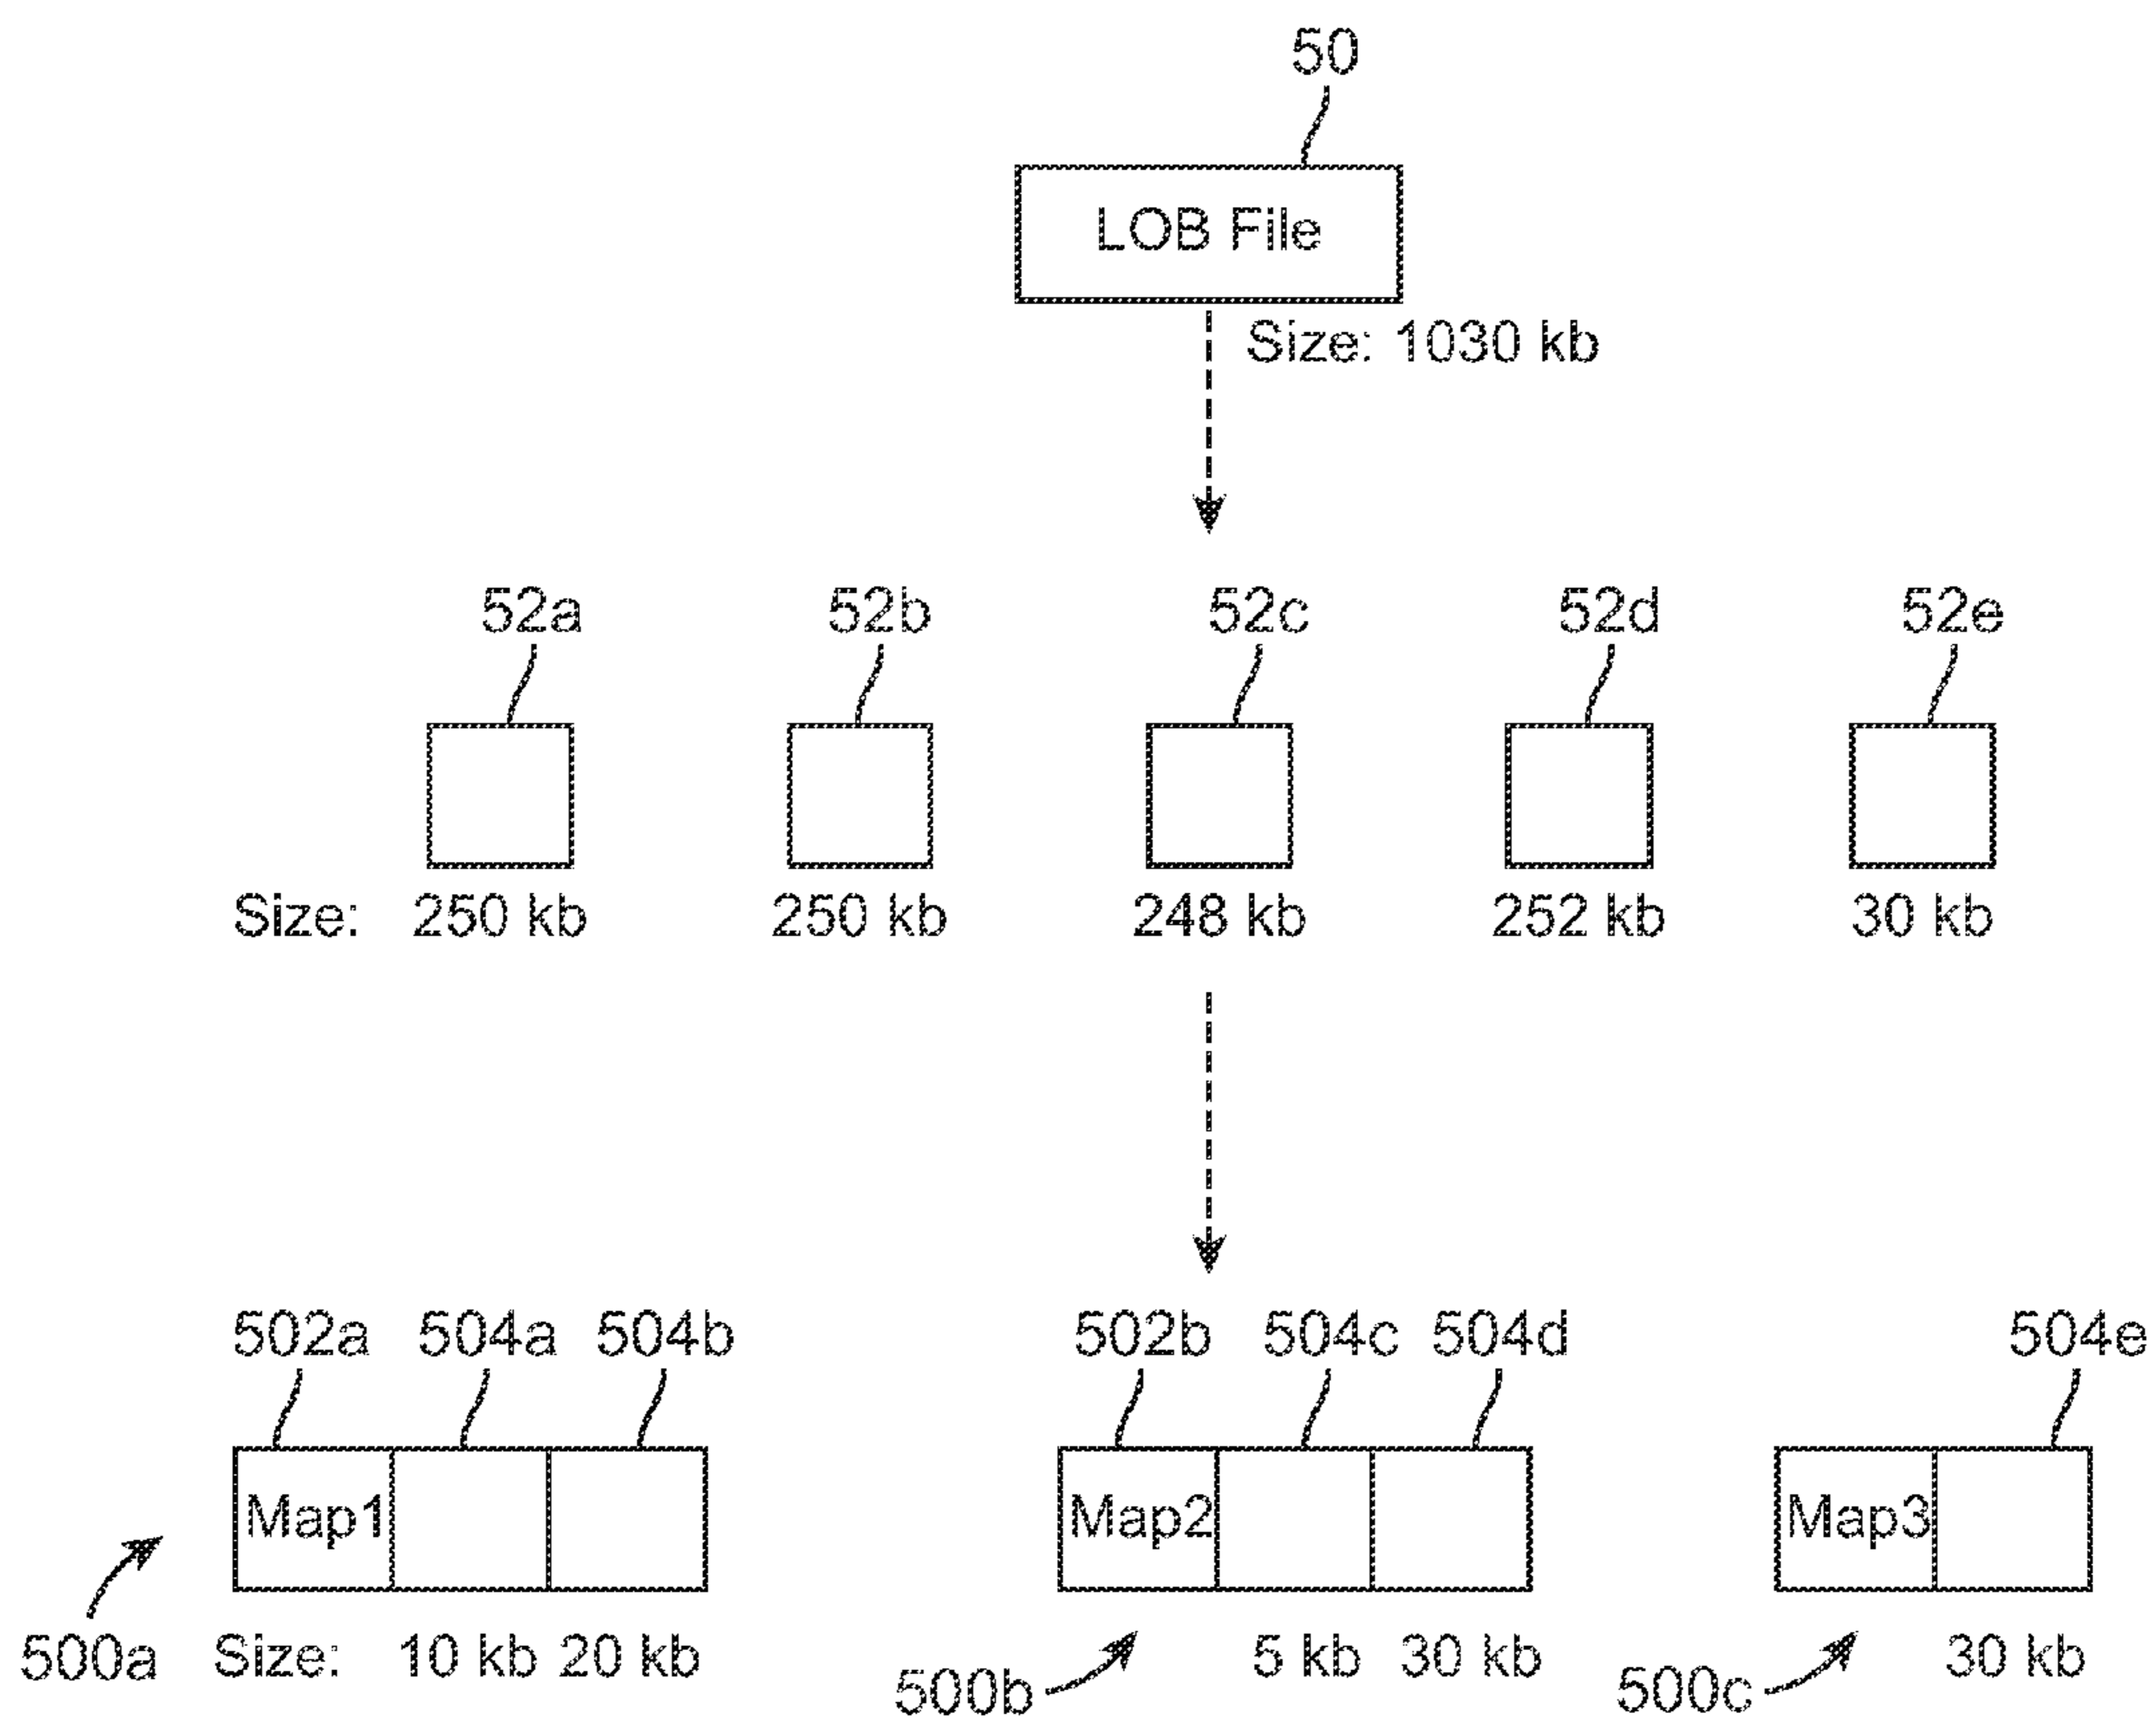 50
LOB File
Size: 1030 kb
52a 52b 52c 52d 52e
Size: 250 kb 250 kb 248 kb 252 kb 30 kb
502a 504a 504b 502b 504c 504d 504e
Map1 Map2 Map3
500a Size: 10 kb 20 kb 500b 5 kb 30 kb 500c 30 kb